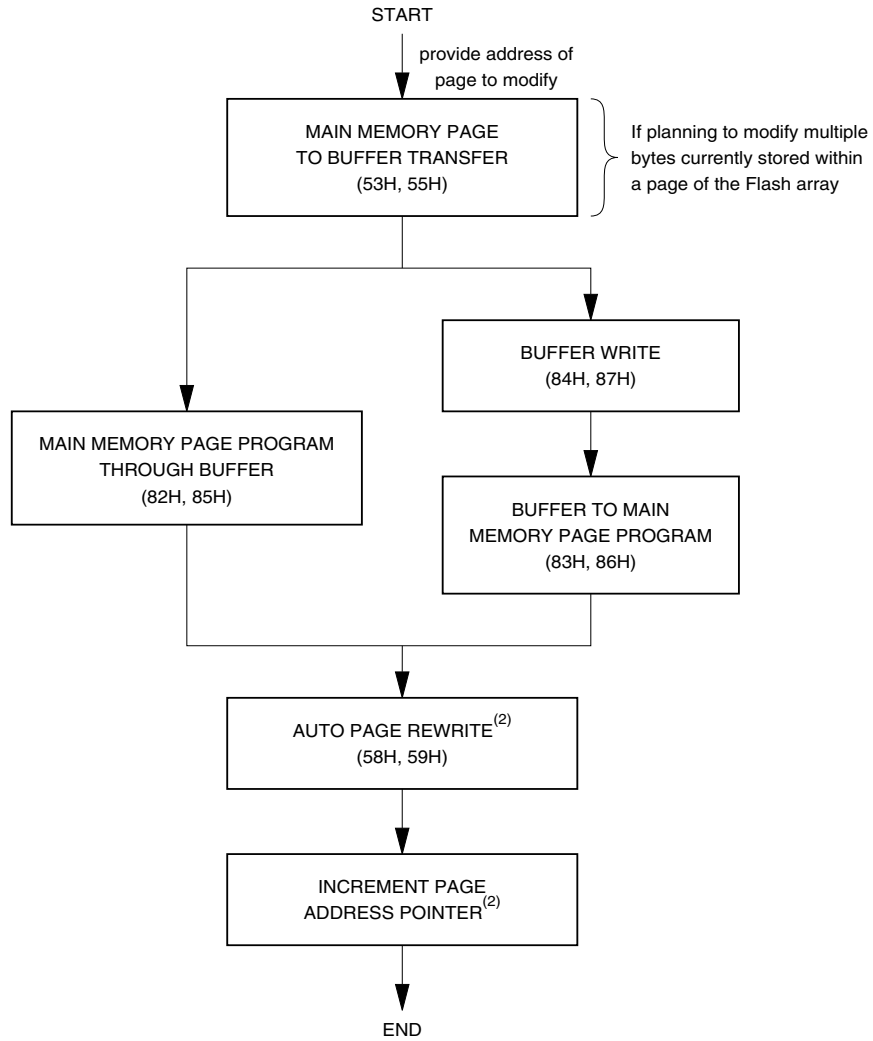 START
provide address of
page to modify
MAIN MEMORY PAGE
TO BUFFER TRANSFER
(53H, 55H)
If planning to modify multiple
bytes currently stored within
a page of the Flash array
BUFFER WRITE
(84H, 87H)
MAIN MEMORY PAGE PROGRAM
THROUGH BUFFER
(82H, 85H)
BUFFER TO MAIN
MEMORY PAGE PROGRAM
(83H, 86H)
AUTO PAGE REWRITE(2)
(58H, 59H)
INCREMENT PAGE
ADDRESS POINTER(2)
END